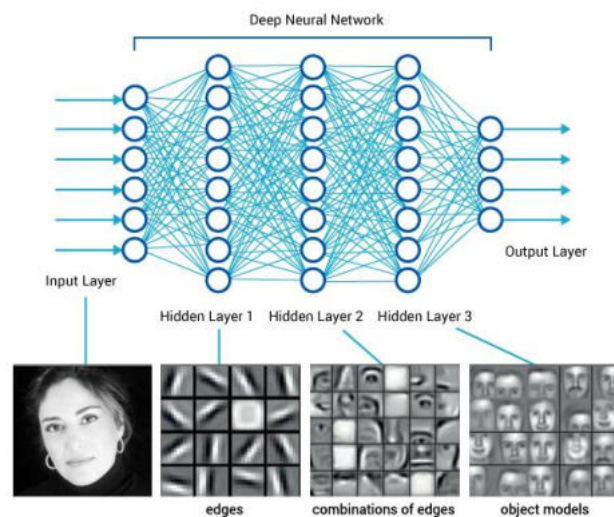 Deep Neural Network
Input Layer
Output Layer
Hidden Layer 1
Hidden Layer 2
Hidden Layer 3
edges
combinations of edges
object models